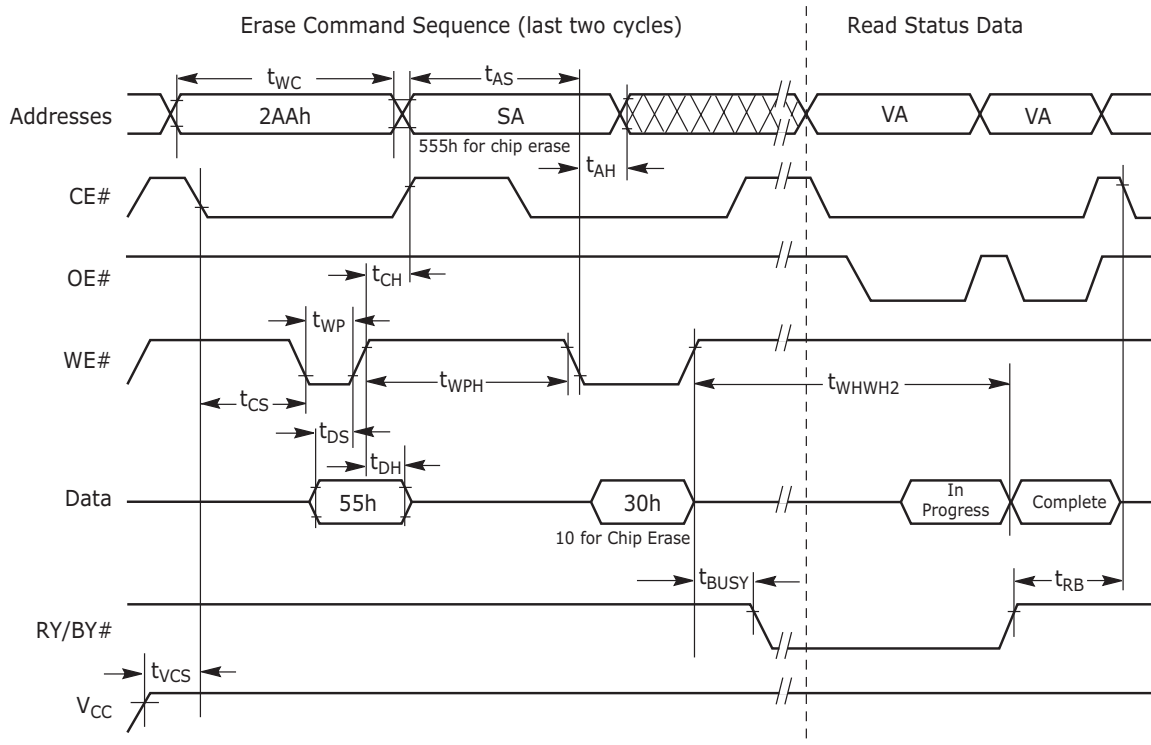 Erase Command Sequence (last two cycles)
Read Status Data
tWC
tAS
Addresses
2AAh
SA
VA
VA
555h for chip erase
tAH
CE#
OE#
tCH
tWP
WE#
tWPH
tWHWH2
tCS
tDS
tDH
Data
55h
30h
In
Progress
Complete
10 for Chip Erase
tBUSY
tRB
RY/BY#
tVCS
VCC